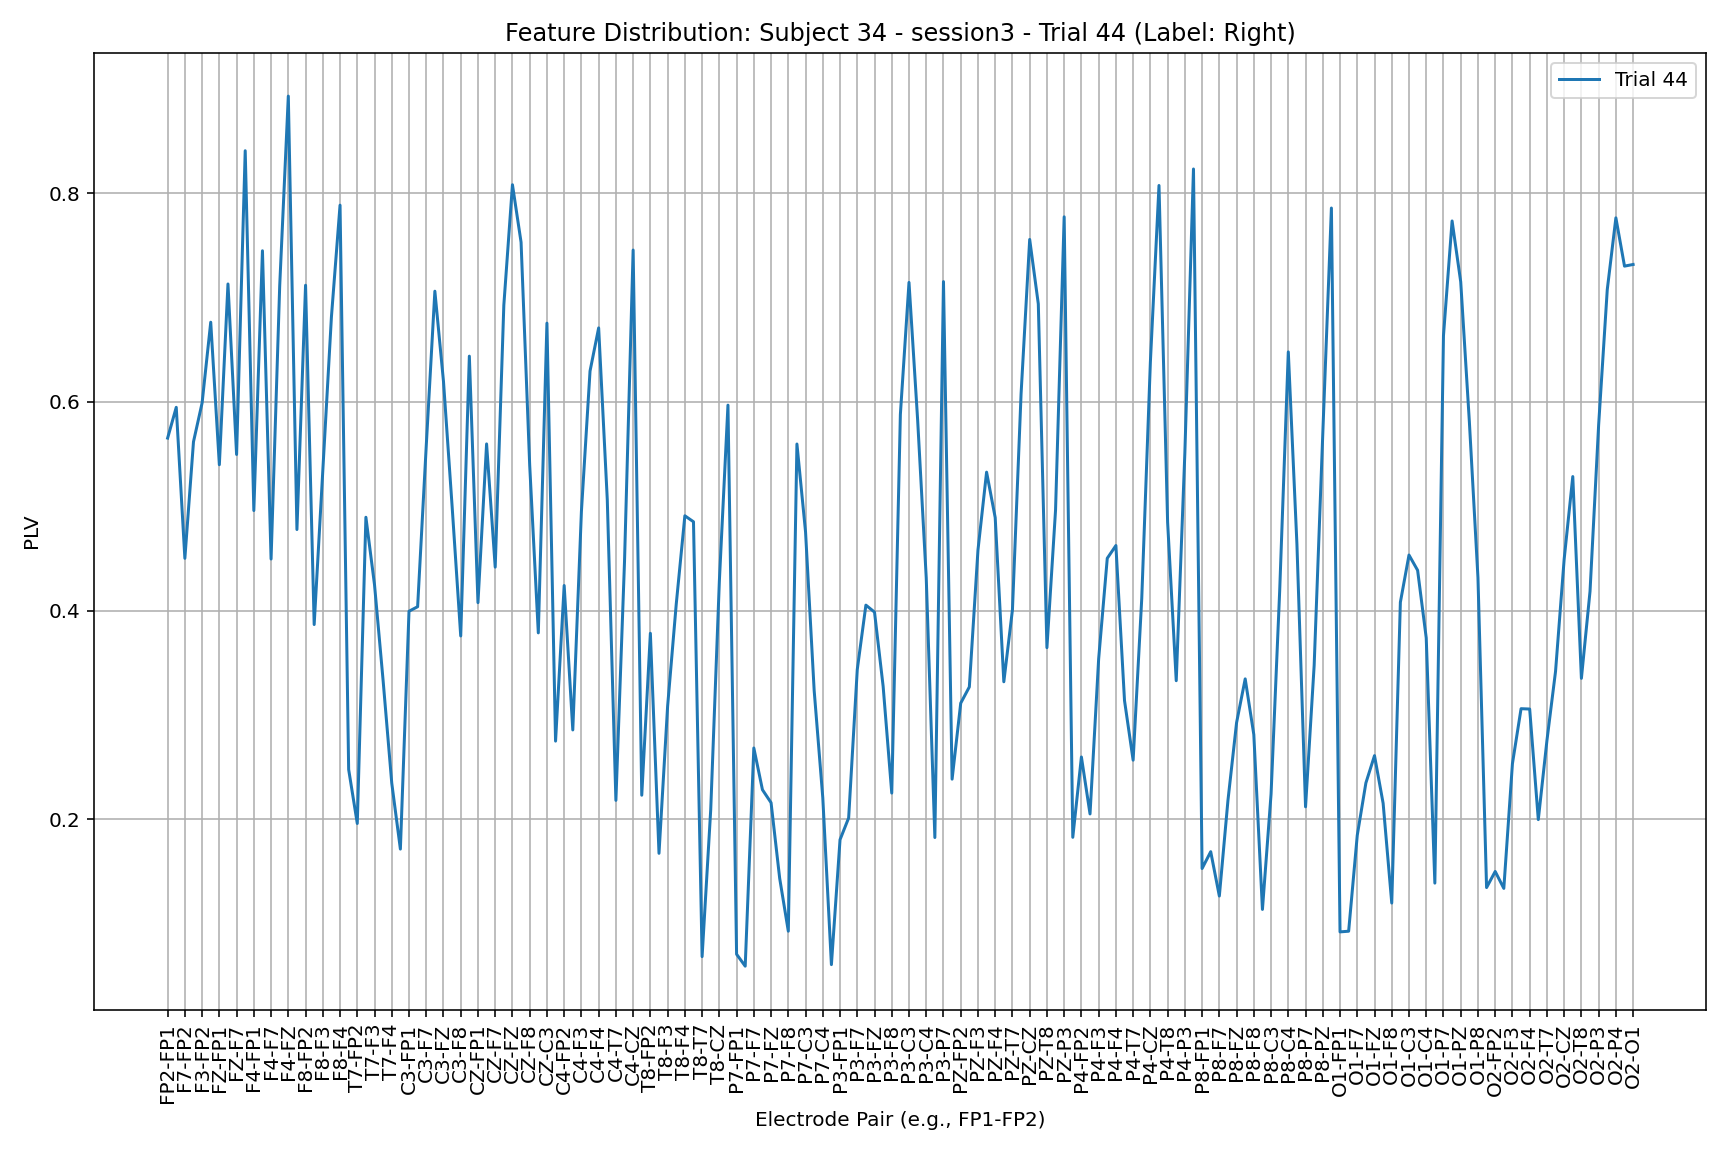 Feature Distribution: Subject 34 - session3 - Trial 44 (Label: Right)
Trial 44
PLV
0.8
0.6
0.4
0.2
FP2-FP1
F7-FP2
F3-FP2
FZ-FP1
FZ-F7
F4-FP1
F4-F7
F4-FZ
F8-FP2
F8-F3
F8-F4
T7-FP2
T7-F3
T7-F4
C3-FP1
C3-F7
C3-FZ
C3-F8
CZ-FP1
CZ-F7
CZ-FZ
CZ-F8
CZ-C3
C4-FP2
C4-F3
C4-F4
C4-T7
C4-CZ
T8-FP2
T8-F3
T8-F4
T8-T7
T8-CZ
P7-FP1
P7-F7
P7-FZ
P7-F8
P7-C3
P7-C4
P3-FP1
P3-F7
P3-FZ
P3-F8
P3-C3
P3-C4
P3-P7
PZ-FP2
PZ-F3
PZ-F4
PZ-T7
PZ-CZ
PZ-T8
PZ-P3
P4-FP2
P4-F3
P4-F4
P4-T7
P4-CZ
P4-T8
P4-P3
P8-FP1
P8-F7
P8-FZ
P8-F8
P8-C3
P8-C4
P8-P7
P8-PZ
O1-FP1
O1-F7
O1-FZ
O1-F8
O1-C3
O1-C4
O1-P7
O1-PZ
O1-P8
O2-FP2
O2-F3
O2-F4
O2-T7
O2-CZ
O2-T8
O2-P3
O2-P4
O2-O1
Electrode Pair (e.g., FP1-FP2)